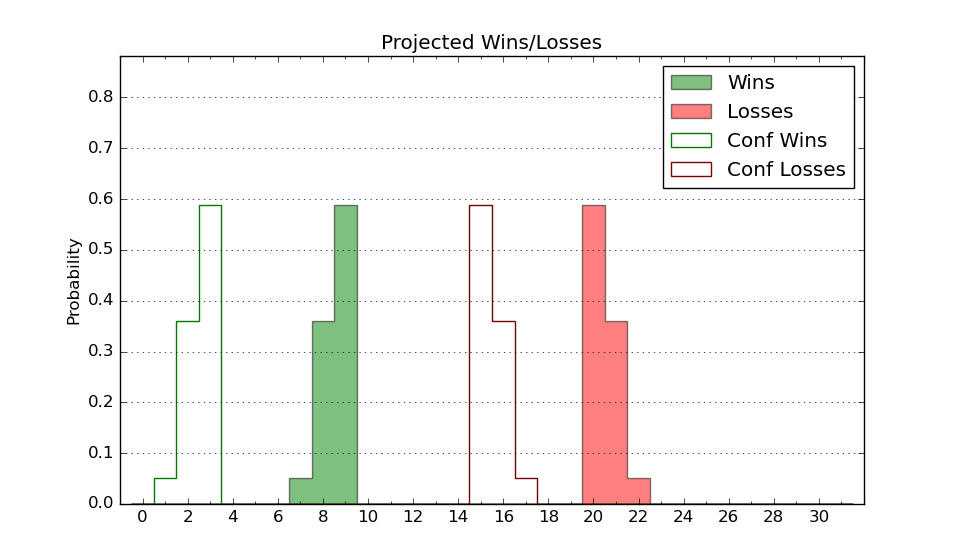 Projected Wins/Losses
Wins
Losses
Conf Wins
Conf Losses
Probability
0.8
0.7
0.6
0.5
0.4
0.3
0.2
0.1
0.0
0 2 4 6 8 10 12 14 16 18 20 22 24 26 28 30